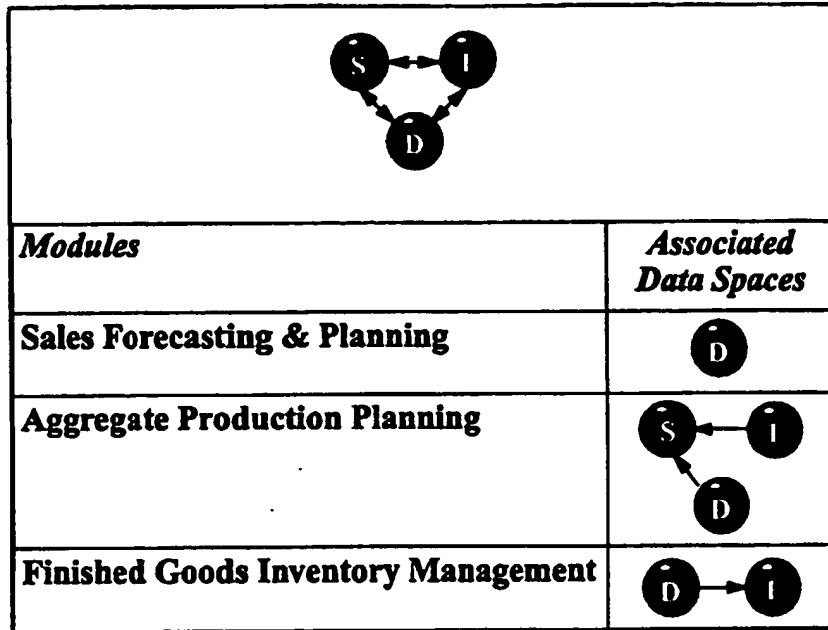 S I
D
Modules Associated
Data Spaces
Sales Forecasting & Planning D
Aggregate Production Planning S I
D
Finished Goods Inventory Management D I